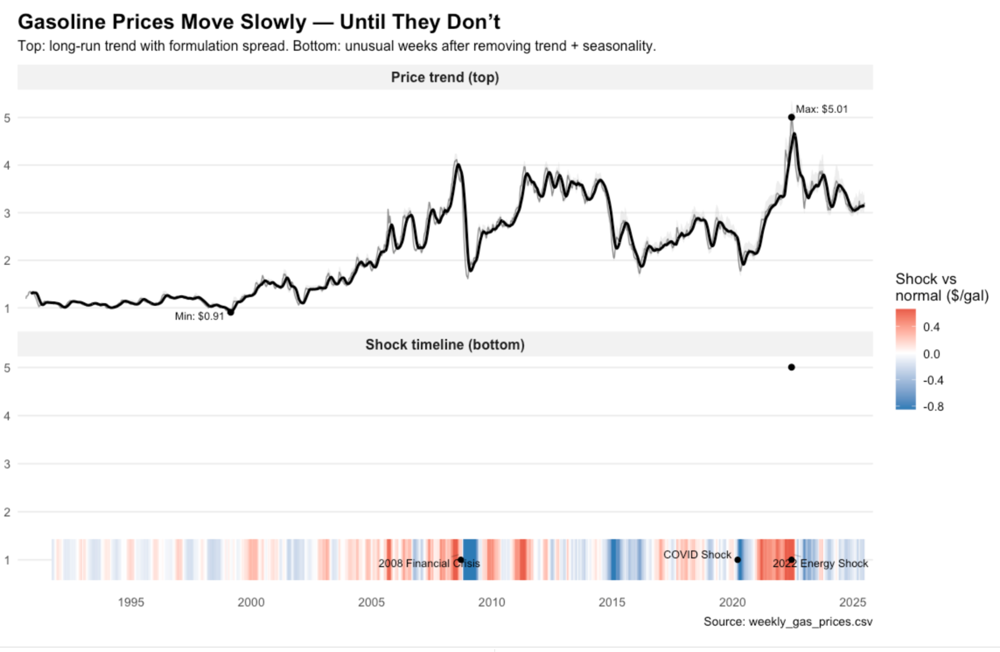 Gasoline Prices Move Slowly — Until They Don’t
Top: long-run trend with formulation spread. Bottom: unusual weeks after removing trend + seasonality.
Price trend (top)
Max: $5.01
5
4
3
2
1
Min: $0.91
Shock timeline (bottom)
5
4
3
2
1
2008 Financial Crisis
COVID Shock
2022 Energy Shock
1995
2000
2005
2010
2015
2020
2025
Source: weekly_gas_prices.csv
Shock vs
normal ($/gal)
0.4
0.0
-0.4
-0.8